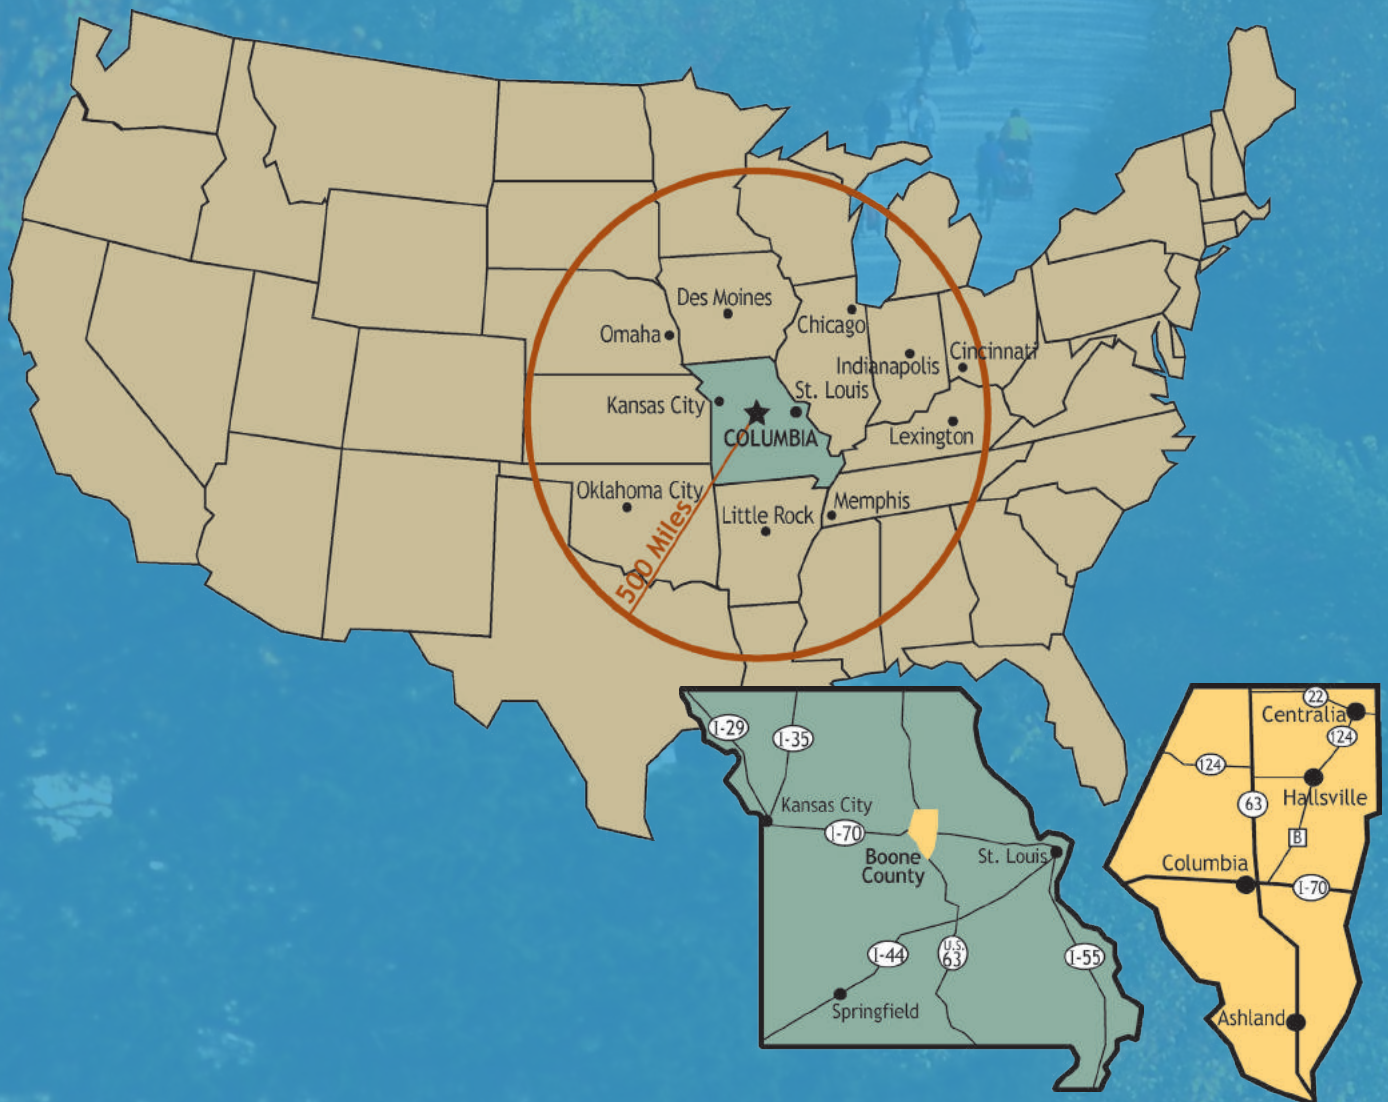 Des Moines
Omaha
Chicago
Indianapolis
Cincinnati
Kansas City
St. Louis
COLUMBIA
Lexington
Oklahoma City
Little Rock
Memphis
500 Miles
I-29
I-35
Kansas City
I-70
Boone
County
St. Louis
I-44
U.S.
63
I-55
Springfield
22
Centralia
124
124
Hallsville
63
B
Columbia
I-70
Ashland